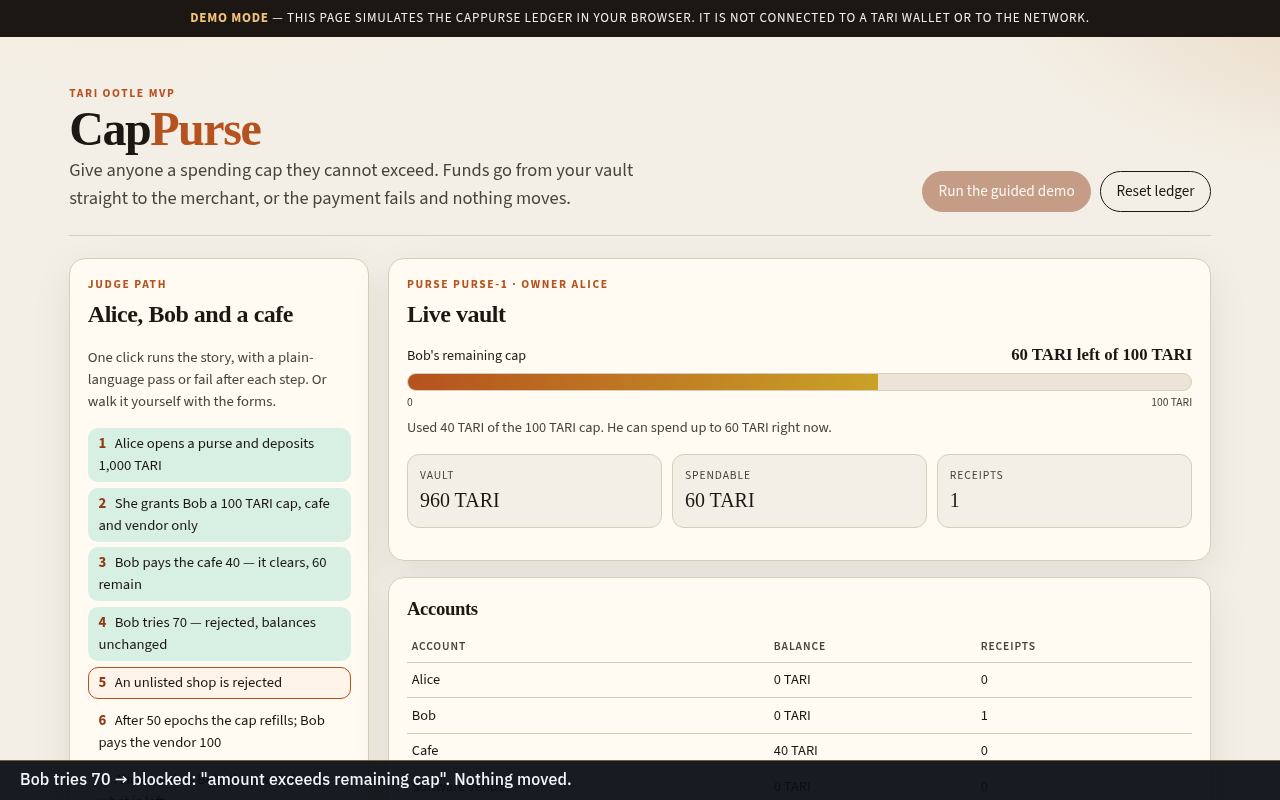 DEMO MODE — THIS PAGE SIMULATES THE CAPPURSE LEDGER IN YOUR BROWSER. IT IS NOT CONNECTED TO A TARI WALLET OR TO THE NETWORK.
TARI OOTLE MVP
CapPurse
Give anyone a spending cap they cannot exceed. Funds go from your vault
straight to the merchant, or the payment fails and nothing moves.
Run the guided demo
Reset ledger
JUDGE PATH
Alice, Bob and a cafe
One click runs the story, with a plain-
language pass or fail after each step. Or
walk it yourself with the forms.
1 Alice opens a purse and deposits
1,000 TARI
2 She grants Bob a 100 TARI cap, cafe
and vendor only
3 Bob pays the cafe 40 — it clears, 60
remain
4 Bob tries 70 — rejected, balances
unchanged
5 An unlisted shop is rejected
6 After 50 epochs the cap refills; Bob
pays the vendor 100
PURSE PURSE-1 · OWNER ALICE
Live vault
Bob's remaining cap
60 TARI left of 100 TARI
0
100 TARI
Used 40 TARI of the 100 TARI cap. He can spend up to 60 TARI right now.
VAULT
960 TARI
SPENDABLE
60 TARI
RECEIPTS
1
Accounts
ACCOUNT BALANCE RECEIPTS
Alice 0 TARI 0
Bob 0 TARI 1
Cafe 40 TARI 0
Software vendor 0 TARI 0
Bob tries 70 → blocked: "amount exceeds remaining cap". Nothing moved.